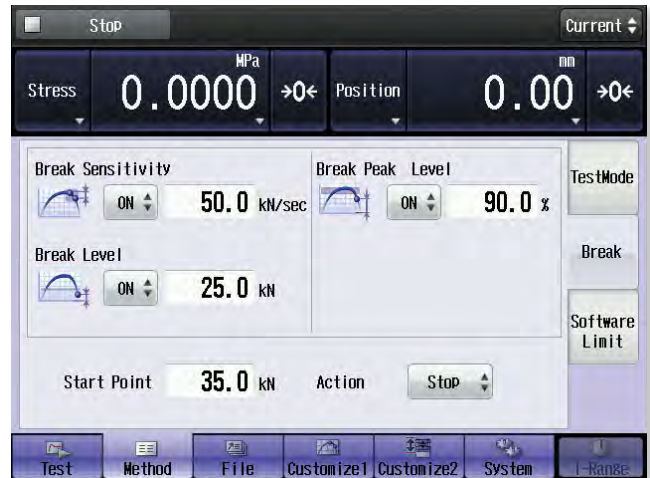 Stop Current
MPa mm
Stress 0.0000 →0← Position 0.00 →0←
Break Sensitivity Break Peak Level TestMode
ON 50.0 kN/sec ON 90.0 %
Break Level Break
ON 25.0 kN
Software
Limit
Start Point 35.0 kN Action Stop
Test Method File Customize1 Customize2 System I-Range